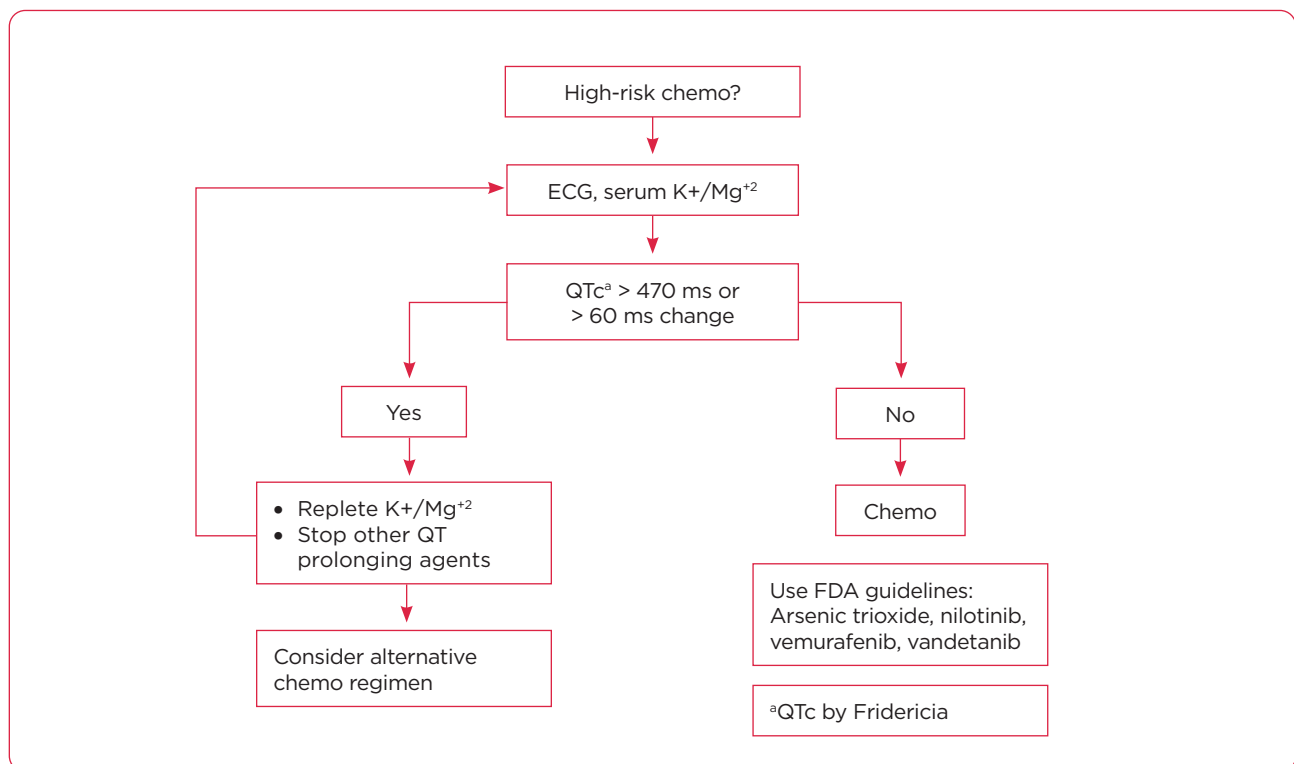 High-risk chemo?
ECG, serum K+/Mg⁺²
QTcᵃ > 470 ms or
> 60 ms change
Yes
No
• Replete K+/Mg⁺²
• Stop other QT
prolonging agents
Chemo
Consider alternative
chemo regimen
Use FDA guidelines:
Arsenic trioxide, nilotinib,
vemurafenib, vandetanib
ᵃQTc by Fridericia